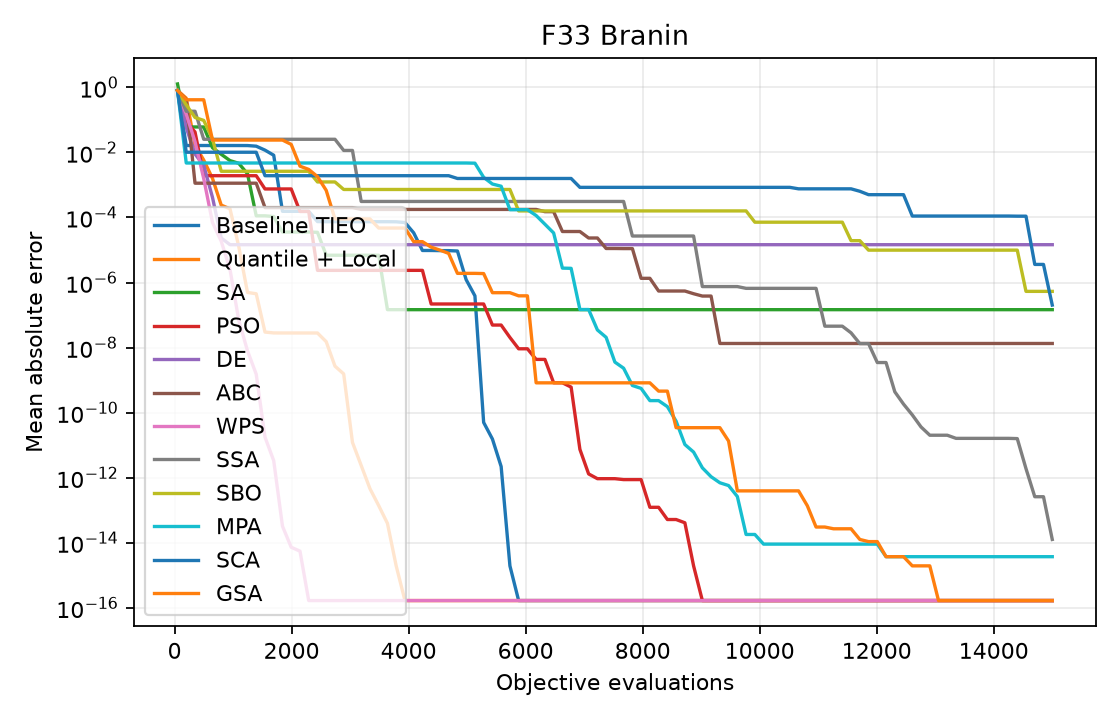 F33 Branin
Mean absolute error
10⁰
10⁻²
10⁻⁴
10⁻⁶
10⁻⁸
10⁻¹⁰
10⁻¹²
10⁻¹⁴
10⁻¹⁶
Baseline TIEO
Quantile + Local
SA
PSO
DE
ABC
WPS
SSA
SBO
MPA
SCA
GSA
0 2000 4000 6000 8000 10000 12000 14000
Objective evaluations